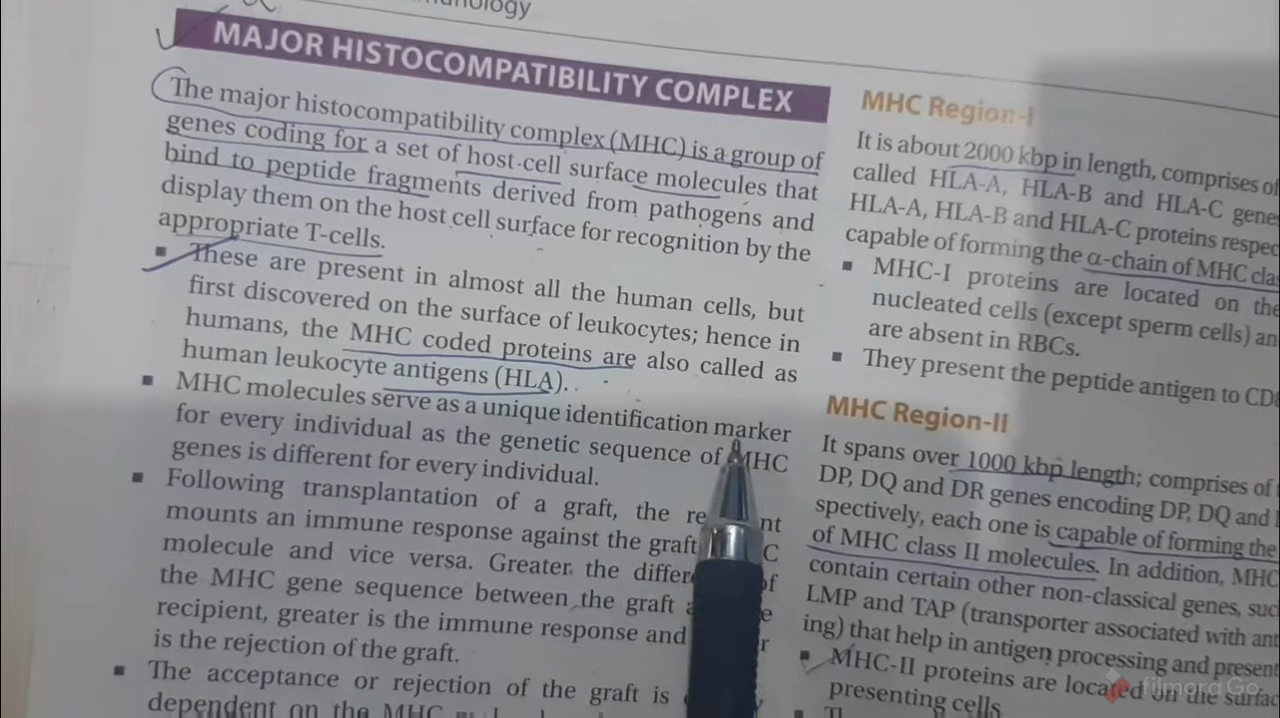 MAJOR HISTOCOMPATIBILITY COMPLEX
The major histocompatibility complex (MHC) is a group of
genes coding for a set of host-cell surface molecules that
bind to peptide fragments derived from pathogens and
display them on the host cell surface for recognition by the
appropriate T-cells.
▪ These are present in almost all the human cells, but
first discovered on the surface of leukocytes; hence in
humans, the MHC coded proteins are also called as
human leukocyte antigens (HLA).
▪ MHC molecules serve as a unique identification marker
for every individual as the genetic sequence of MHC
genes is different for every individual.
▪ Following transplantation of a graft, the
mounts an immune response against the graft
molecule and vice versa. Greater the of
the MHC gene sequence between the graft
recipient, greater is the immune response and
is the rejection of the graft.
▪ The acceptance or rejection of the graft is
dependent on the MHC
MHC Region-I
It is about 2000 kbp in length, comprises of
called HLA-A, HLA-B and HLA-C
HLA-A, HLA-B and HLA-C proteins
capable of forming the α-chain of MHC
▪ MHC-I proteins are located on the
nucleated cells (except sperm cells)
are absent in RBCs.
▪ They present the peptide antigen to
MHC Region-II
It spans over 1000 kbp length; comprises of
DP, DQ and DR genes encoding DP, DQ and
spectively, each one is capable of forming the
of MHC class II molecules. In addition,
contain certain other non-classical genes,
LMP and TAP (transporter associated with
ing) that help in antigen processing and
▪ MHC-II proteins are located on the
presenting cells
filmora Go